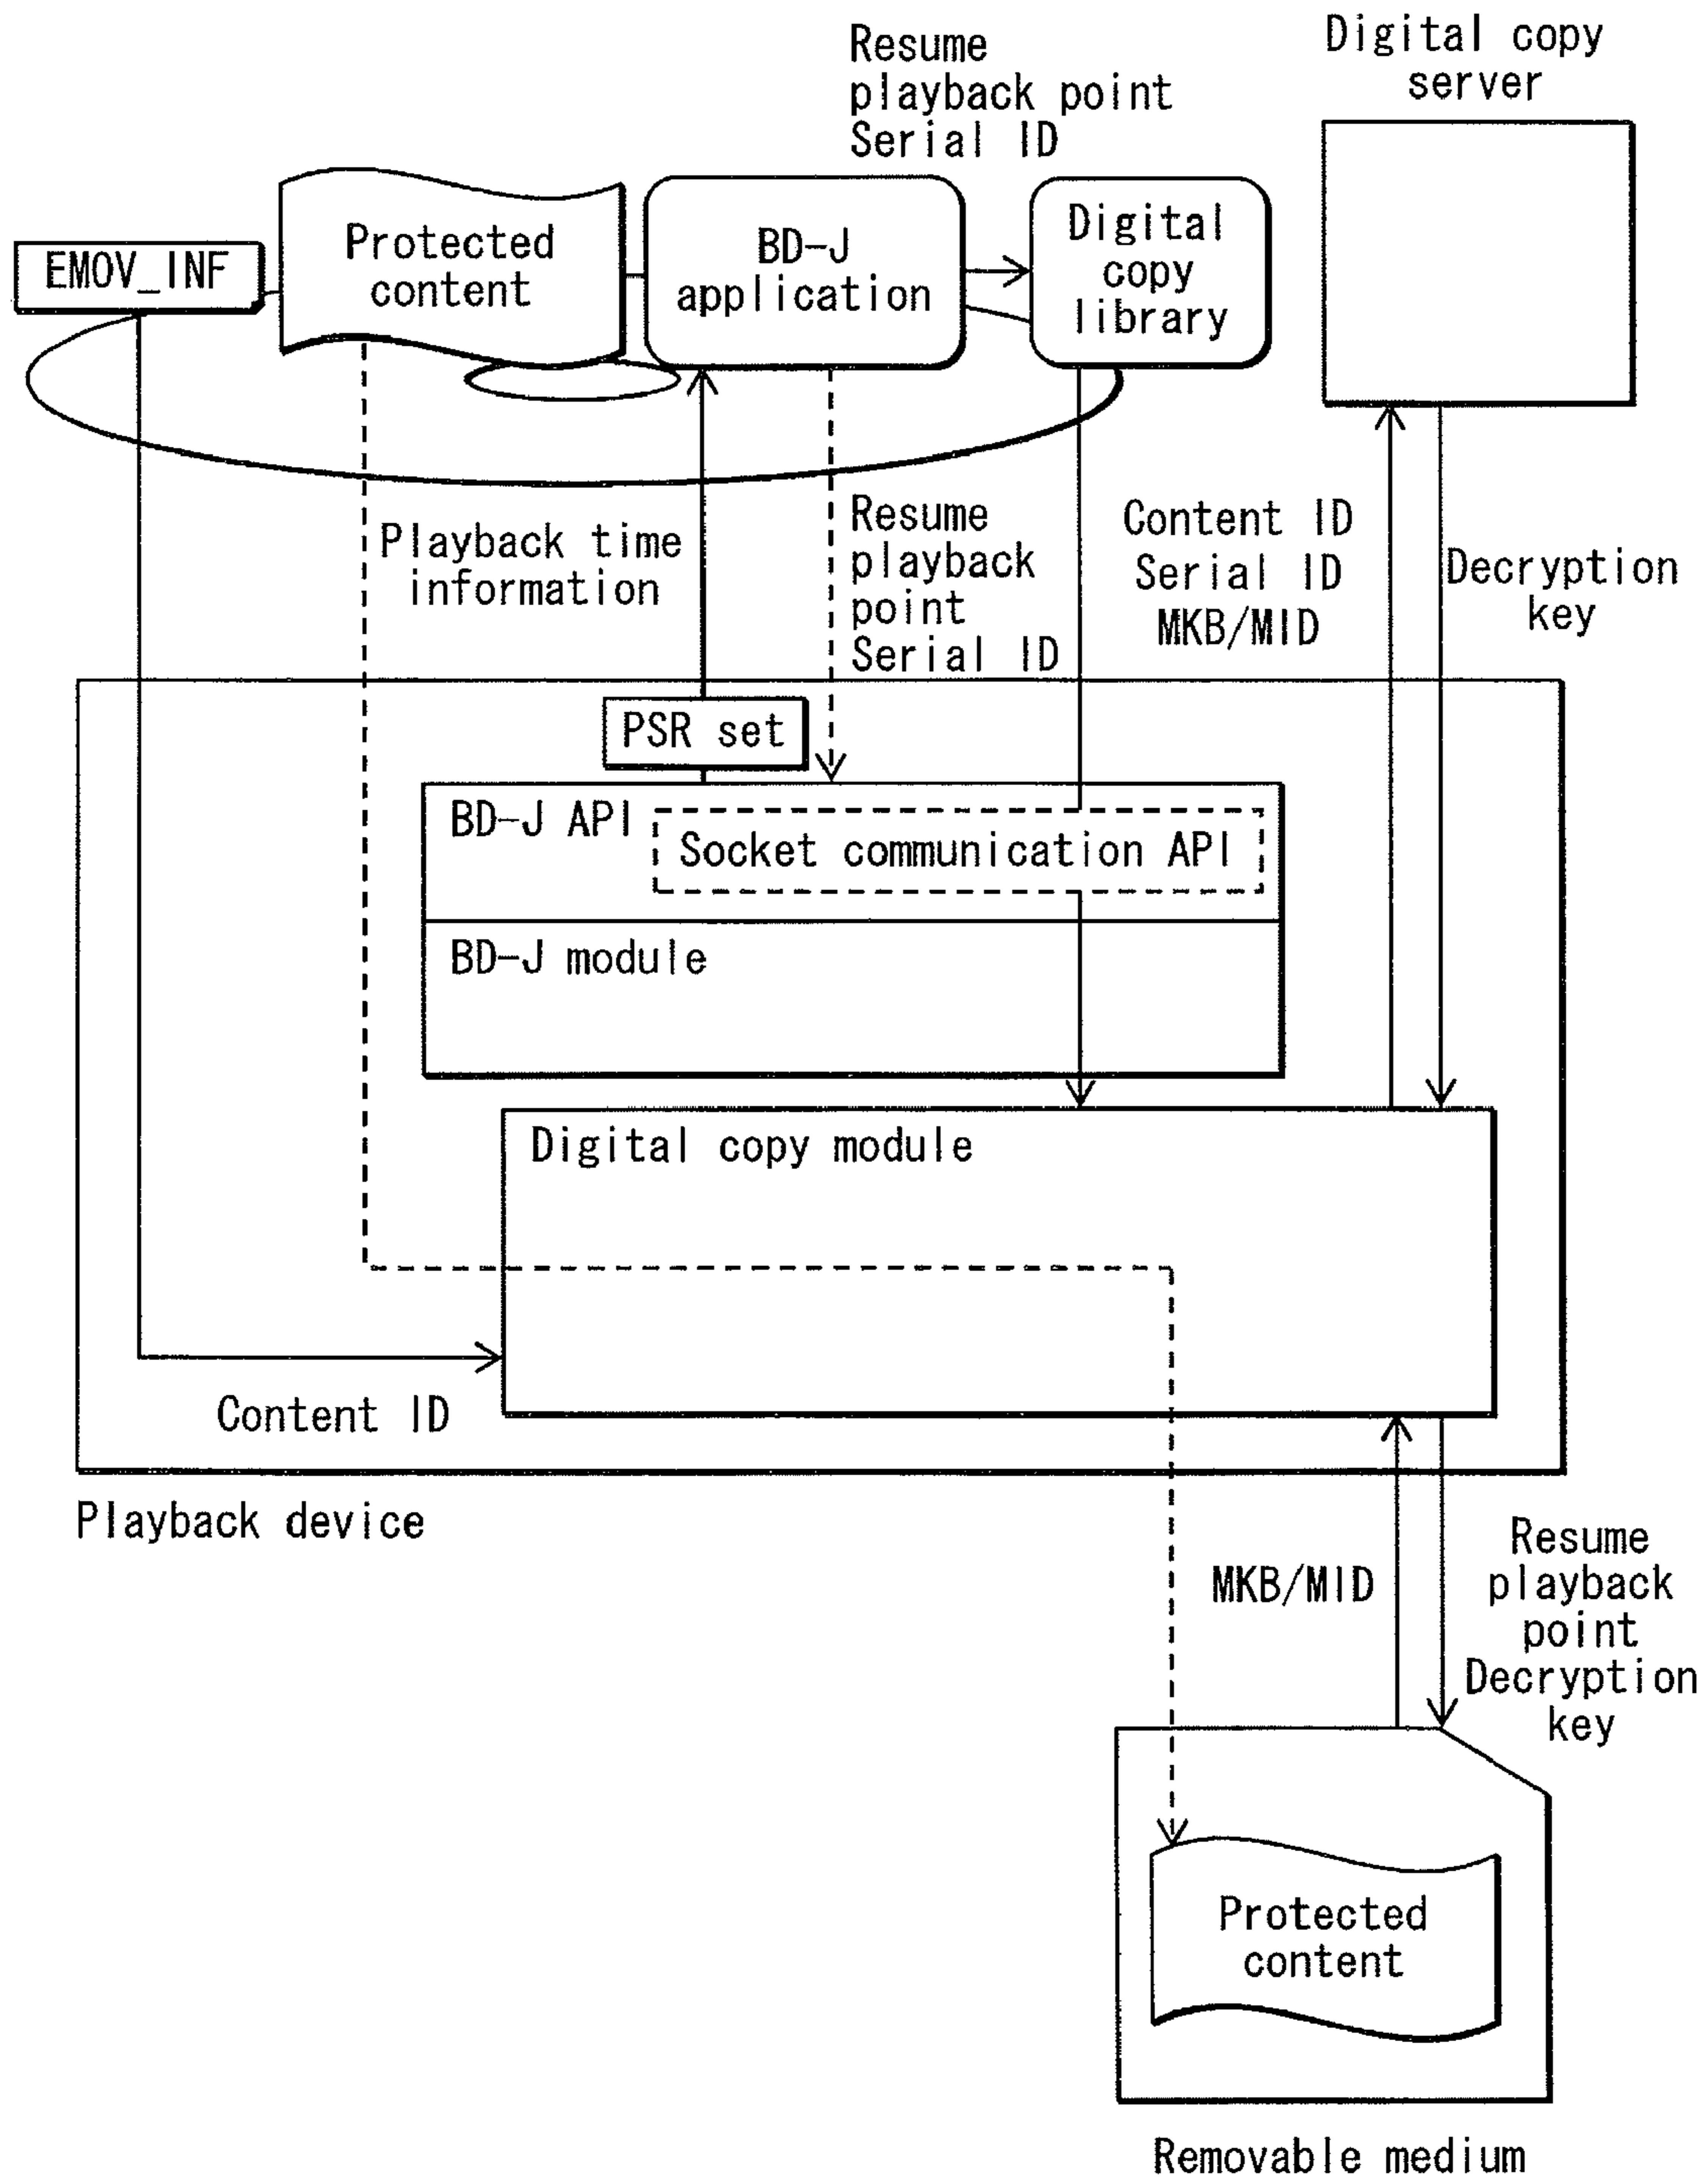 Resume
playback point
Serial ID
Digital copy
server
EMOV_INF
Protected
content
BD-J
application
Digital
copy
library
Playback time
information
Resume
playback
point
Serial ID
Content ID
Serial ID
MKB/MID
Decryption
key
PSR set
BD-J API
Socket communication API
BD-J module
Digital copy module
Content ID
Playback device
MKB/MID
Resume
playback
point
Decryption
key
Protected
content
Removable medium